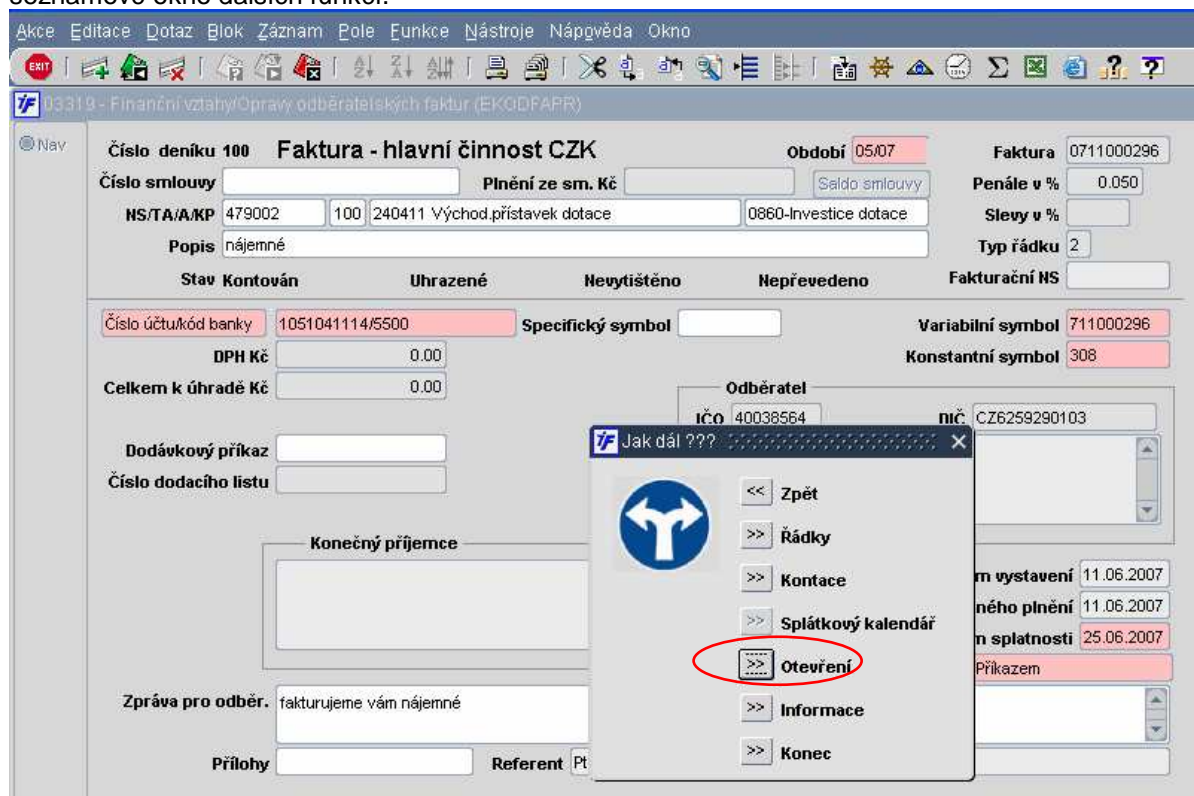 seznamové okno dalších funkcí.
Akce Editace Dotaz Blok Záznam Pole Funkce Nástroje Nápověda Okno
EXIT
03319 - Finanční vztahy/Opravy odběratelských faktur (EKODFAPR)
Nav
Číslo deníku 100 Faktura - hlavní činnost CZK Období 05/07 Faktura 0711000296
Číslo smlouvy Plnění ze sm. Kč Saldo smlouvy Penále v % 0.050
NS/TA/A/KP 479002 100 240411 Východ.přístavek dotace 0860-Investice dotace Slevy v %
Popis nájemné Typ řádku 2
Stav Kontován Uhrazené Nevytištěno Nepřevedeno Fakturační NS
Číslo účtu/kód banky 1051041114/5500 Specifický symbol Variabilní symbol 711000296
DPH Kč 0.00 Konstantní symbol 308
Celkem k úhradě Kč 0.00
Odběratel
IČO 40038564 DIČ CZ6259290103
Dodávkový příkaz
Číslo dodacího listu
Jak dál ???
<< Zpět
>> Řádky
>> Kontace
>> Splátkový kalendář
>> Otevření
>> Informace
>> Konec
Konečný příjemce
m vystavení 11.06.2007
ného plnění 11.06.2007
m splatnosti 25.06.2007
Příkazem
Zpráva pro odběr. fakturujeme vám nájemné
Přílohy Referent Pt